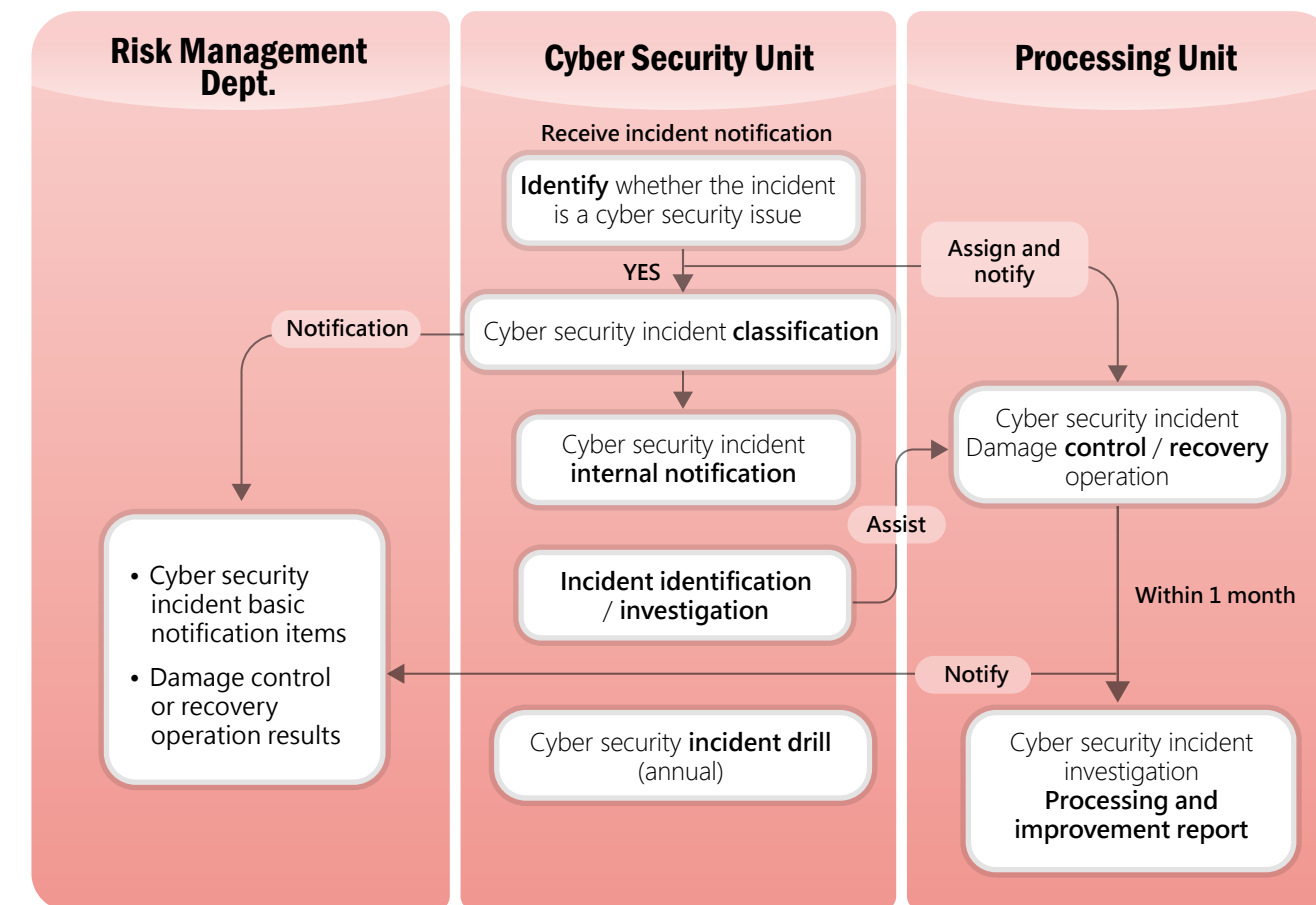 Risk Management
Dept.
Cyber Security Unit
Processing Unit
Receive incident notification
Identify whether the incident
is a cyber security issue
YES
Assign and
notify
Notification
Cyber security incident classification
Cyber security incident
internal notification
Cyber security incident
Damage control / recovery
operation
Assist
Incident identification
/ investigation
Within 1 month
• Cyber security
incident basic
notification items
• Damage control
or recovery
operation results
Notify
Cyber security incident drill
(annual)
Cyber security incident
investigation
Processing and
improvement report